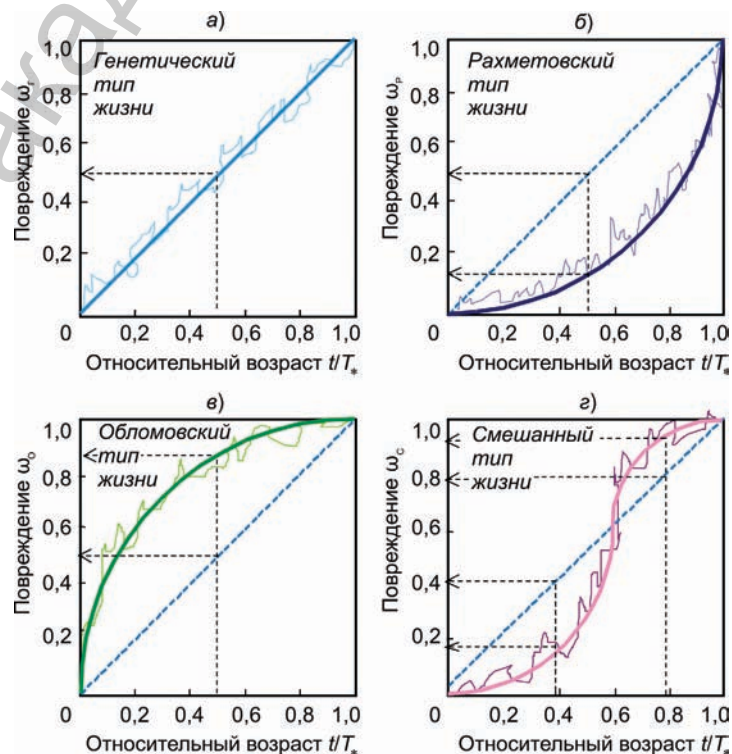 акад
а)
Генетический
тип
жизни
Повреждение ωг
1,0
0,8
0,6
0,4
0,2
0
0,2 0,4 0,6 0,8 1,0
Относительный возраст t/T*
б)
Рахметовский
тип
жизни
Повреждение ωР
1,0
0,8
0,6
0,4
0,2
0
0,2 0,4 0,6 0,8 1,0
Относительный возраст t/T*
в)
Обломовский
тип
жизни
Повреждение ωО
1,0
0,8
0,6
0,4
0,2
0
0,2 0,4 0,6 0,8 1,0
Относительный возраст t/T*
г)
Смешанный
тип
жизни
Повреждение ωС
1,0
0,8
0,6
0,4
0,2
0
0,2 0,4 0,6 0,8 1,0
Относительный возраст t/T*